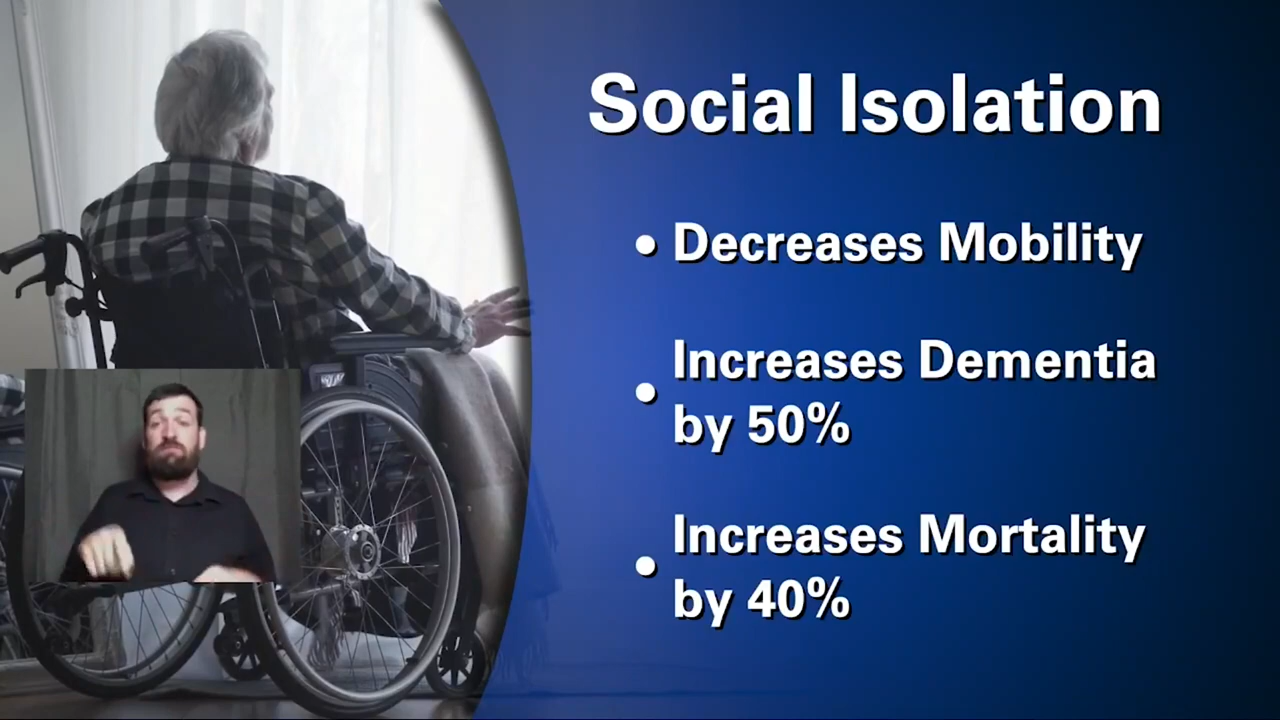 Social Isolation
• Decreases Mobility
• Increases Dementia
by 50%
• Increases Mortality
by 40%